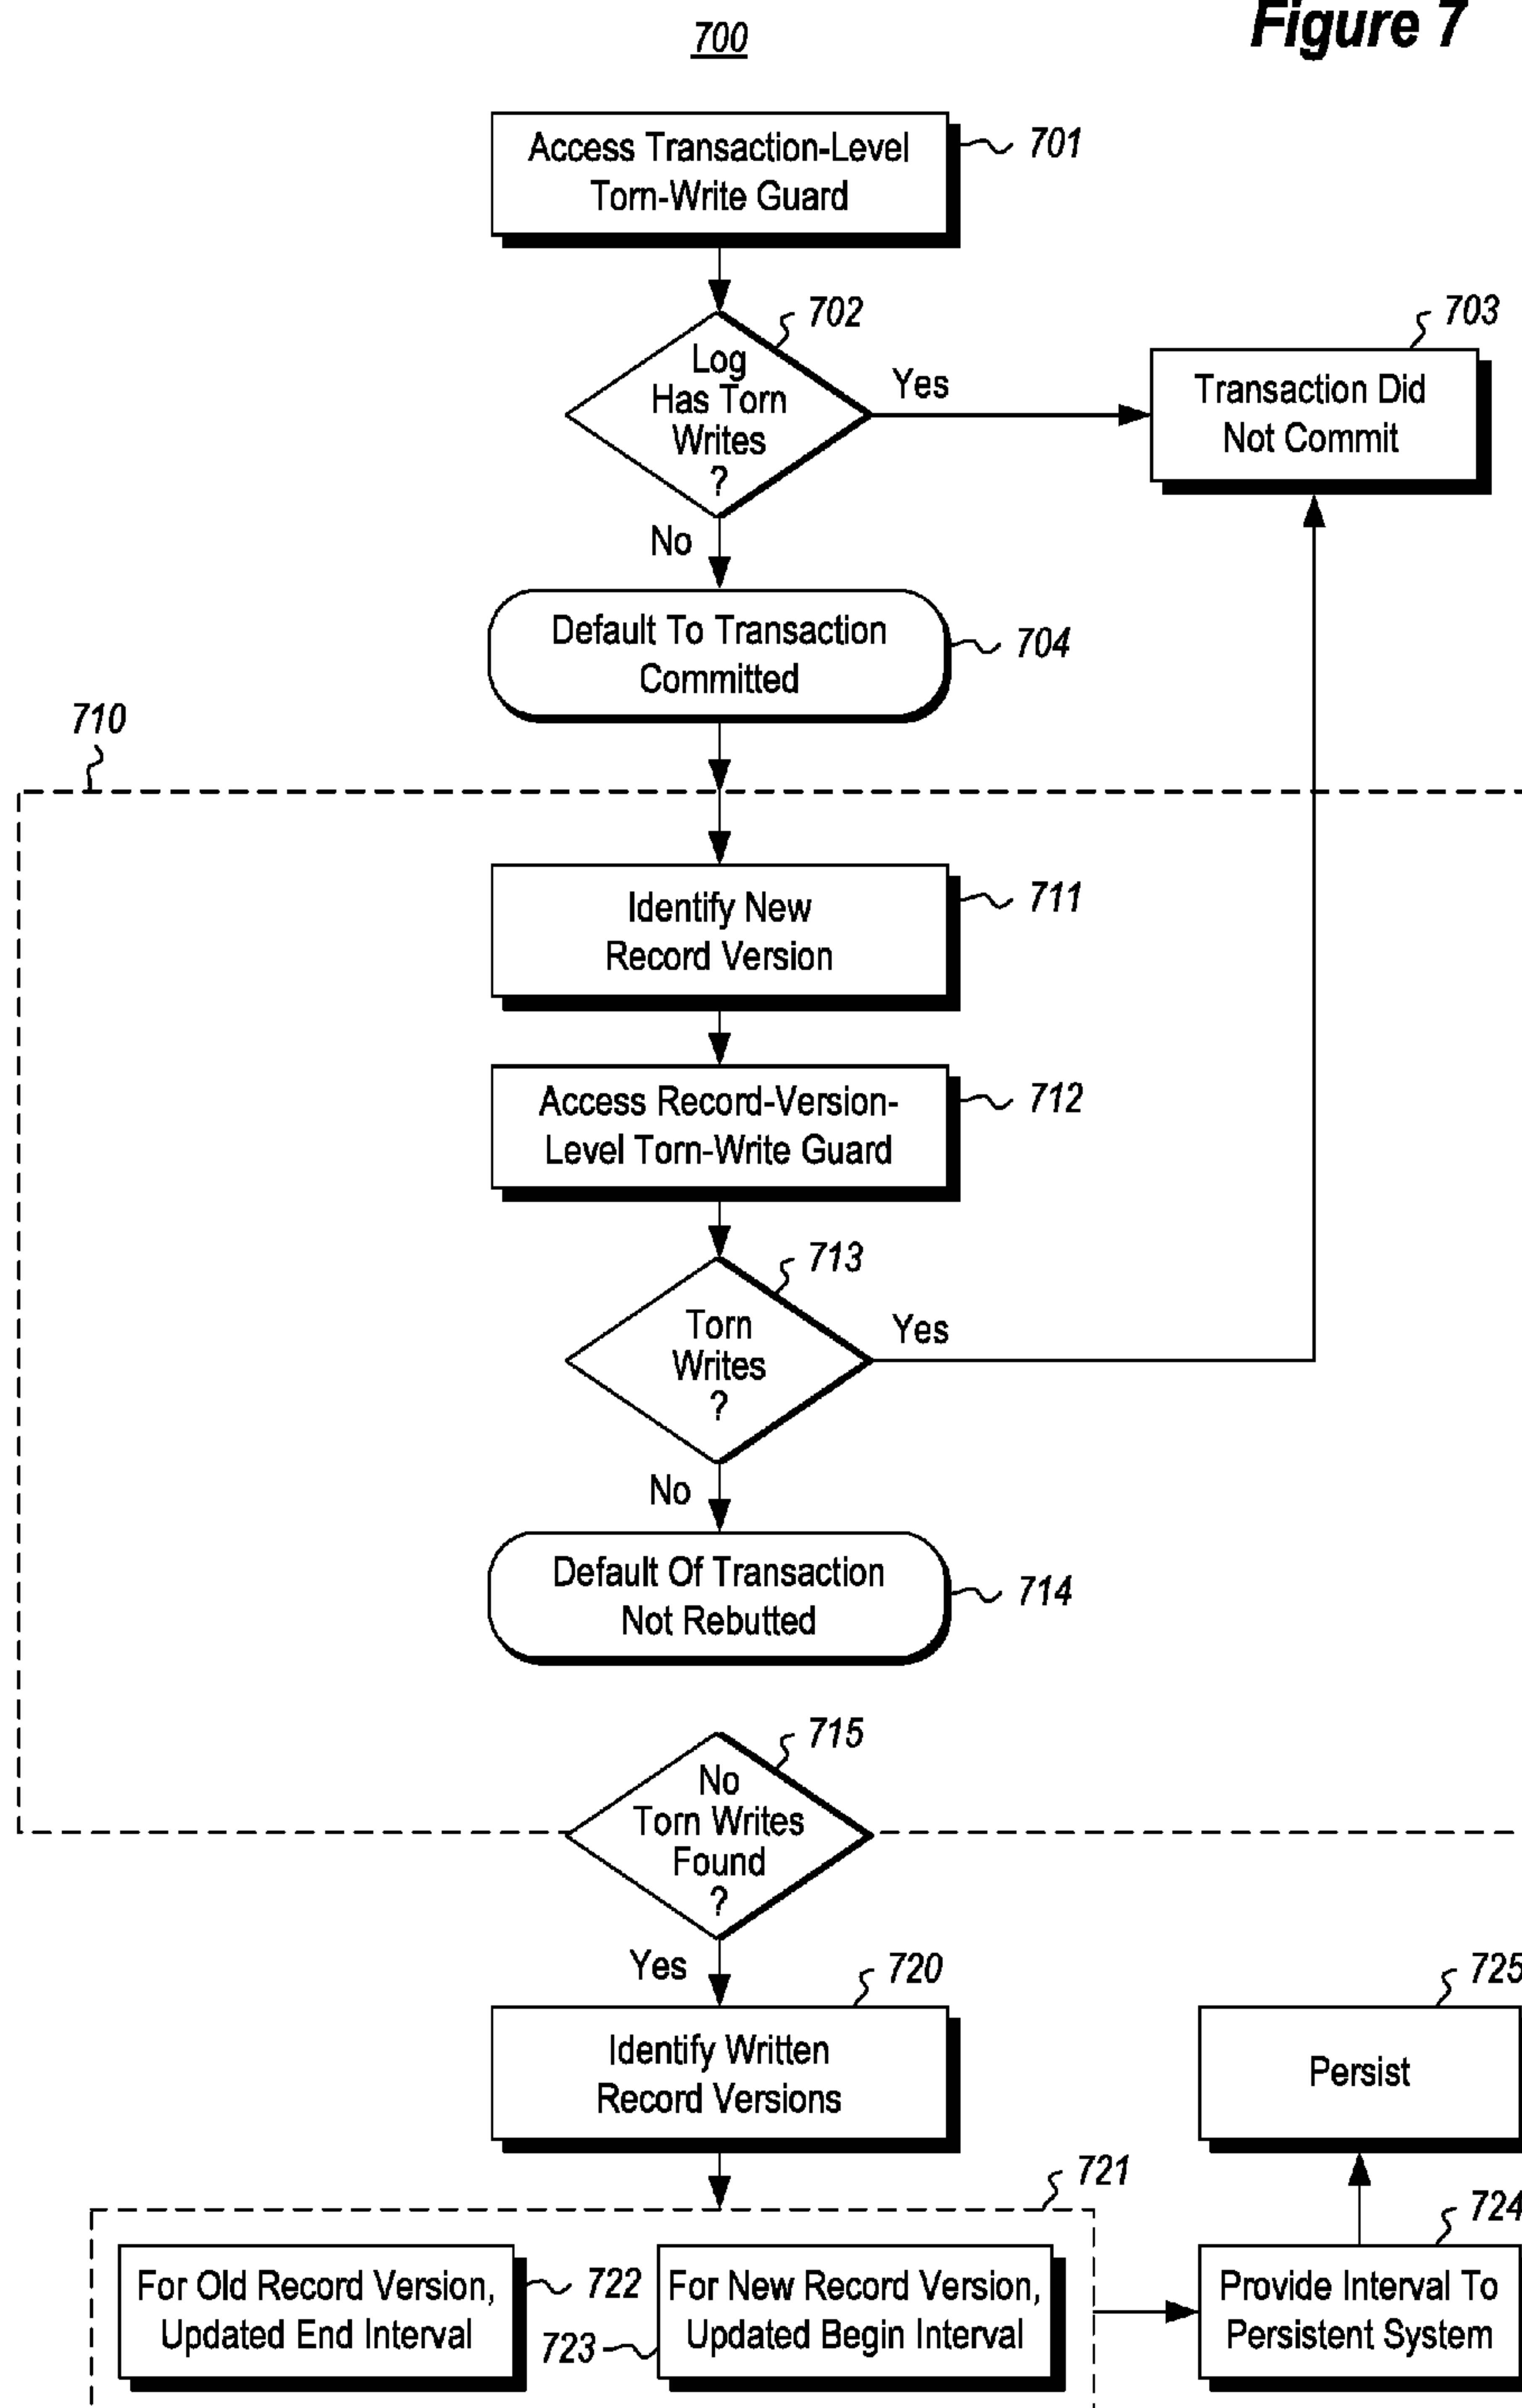 700
Figure 7
Access Transaction-Level
Torn-Write Guard
701
702
Log
Has Torn
Writes
?
Yes
703
Transaction Did
Not Commit
No
Default To Transaction
Committed
704
710
Identify New
Record Version
711
Access Record-Version-
Level Torn-Write Guard
712
713
Torn
Writes
?
Yes
No
Default Of Transaction
Not Rebutted
714
715
No
Torn Writes
Found
?
Yes
720
Identify Written
Record Versions
725
Persist
721
For Old Record Version,
Updated End Interval
722
723
For New Record Version,
Updated Begin Interval
724
Provide Interval To
Persistent System